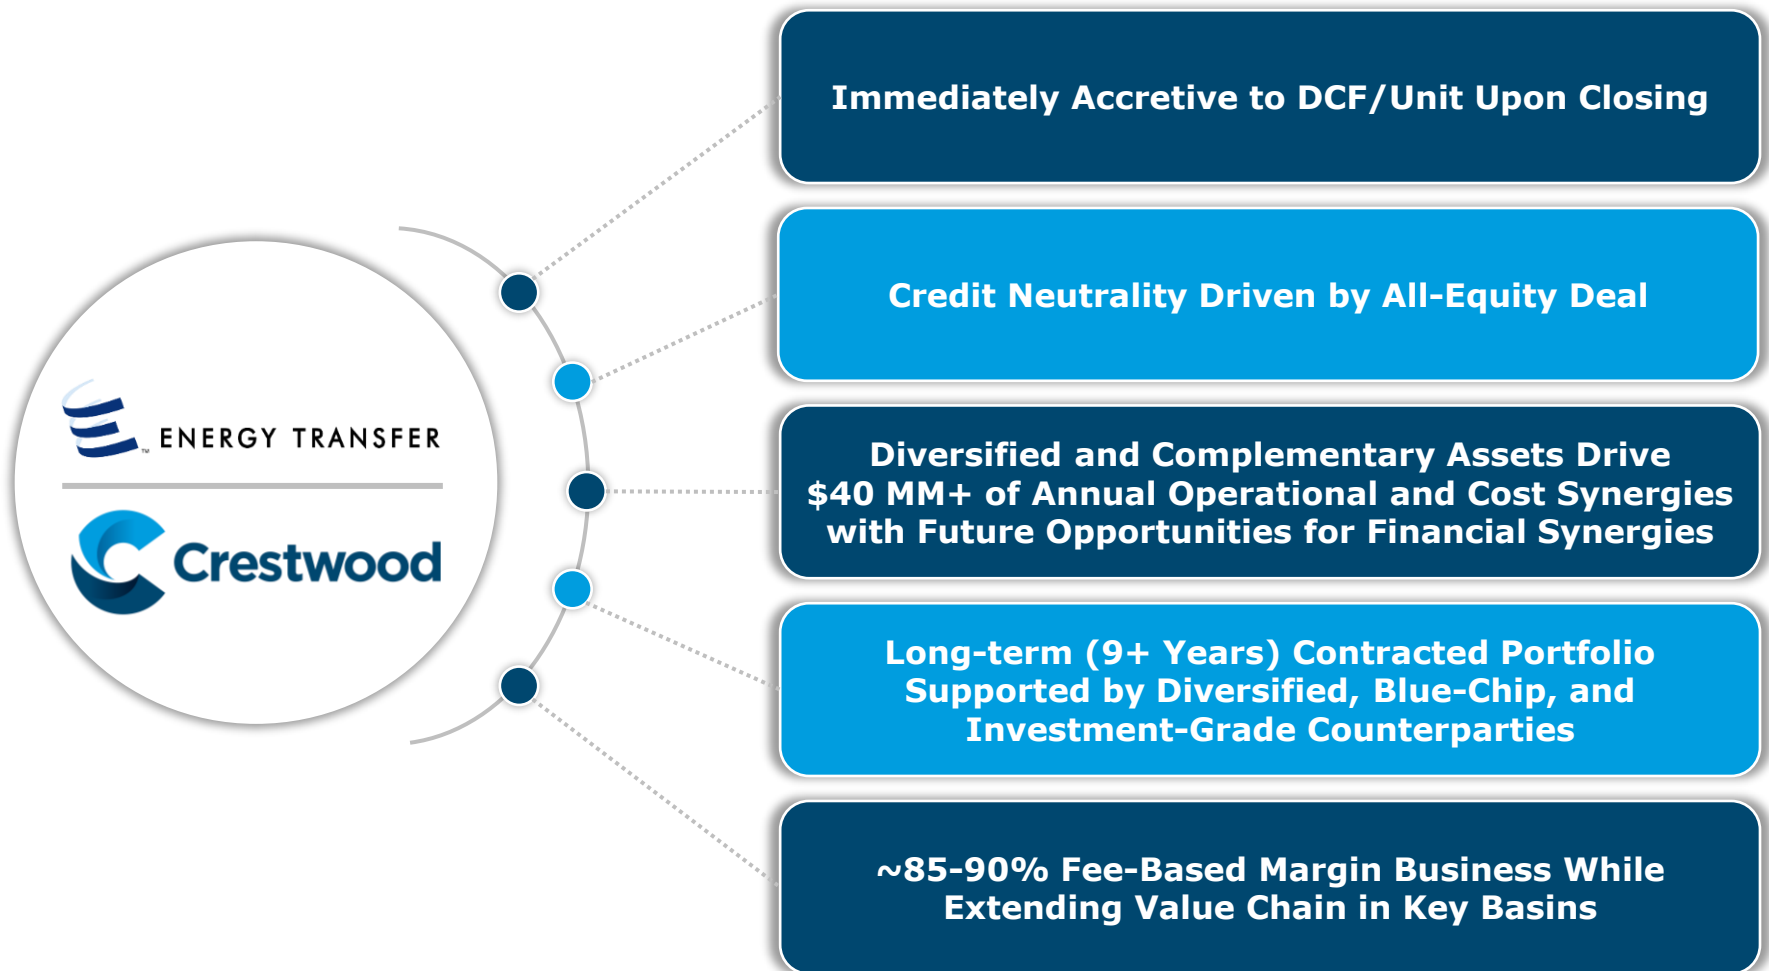 ENERGY TRANSFER
™
Crestwood
Immediately Accretive to DCF/Unit Upon Closing
Credit Neutrality Driven by All-Equity Deal
Diversified and Complementary Assets Drive
$40 MM+ of Annual Operational and Cost Synergies
with Future Opportunities for Financial Synergies
Long-term (9+ Years) Contracted Portfolio
Supported by Diversified, Blue-Chip, and
Investment-Grade Counterparties
~85-90% Fee-Based Margin Business While
Extending Value Chain in Key Basins